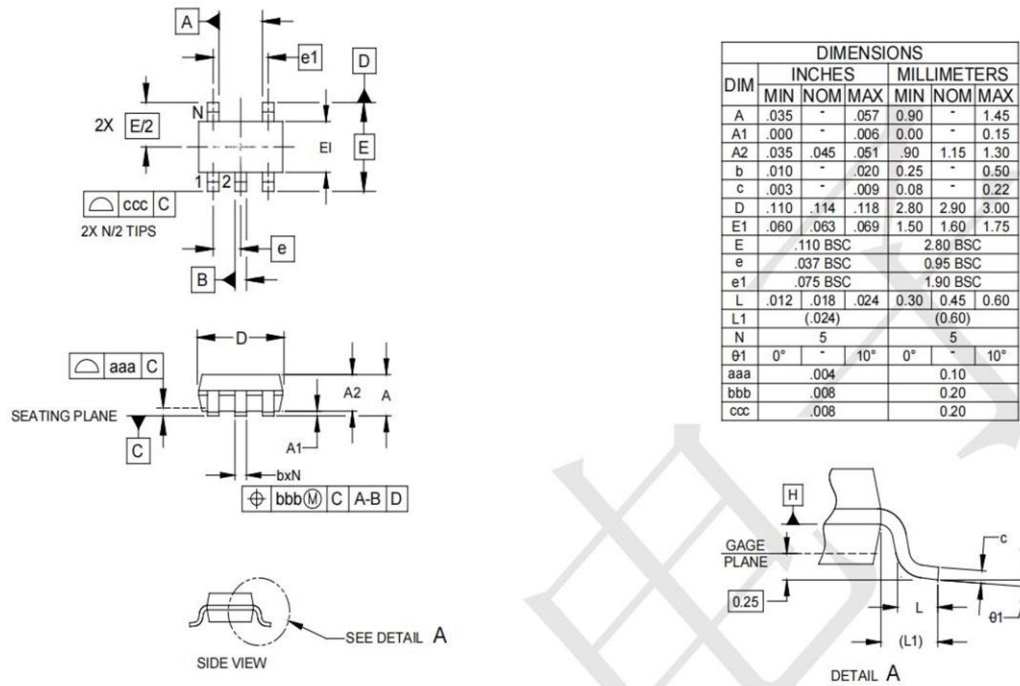 A
e1
D
N
2X E/2
EI
E
1 2
ccc C
2X N/2 TIPS
e
B
D
aaa C
A2
A
SEATING PLANE
A1
C
bxN
bbb Ⓜ C A-B D
SEE DETAIL A
SIDE VIEW
DIMENSIONS
DIM INCHES MILLIMETERS
MIN NOM MAX MIN NOM MAX
A .035 - .057 0.90 - 1.45
A1 .000 - .006 0.00 - 0.15
A2 .035 .045 .051 .90 1.15 1.30
b .010 - .020 0.25 - 0.50
c .003 - .009 0.08 - 0.22
D .110 .114 .118 2.80 2.90 3.00
E1 .060 .063 .069 1.50 1.60 1.75
E .110 BSC 2.80 BSC
e .037 BSC 0.95 BSC
e1 .075 BSC 1.90 BSC
L .012 .018 .024 0.30 0.45 0.60
L1 (.024) (0.60)
N 5 5
θ1 0° - 10° 0° - 10°
aaa .004 0.10
bbb .008 0.20
ccc .008 0.20
H
GAGE
PLANE
c
0.25
L
θ1
(L1)
DETAIL A